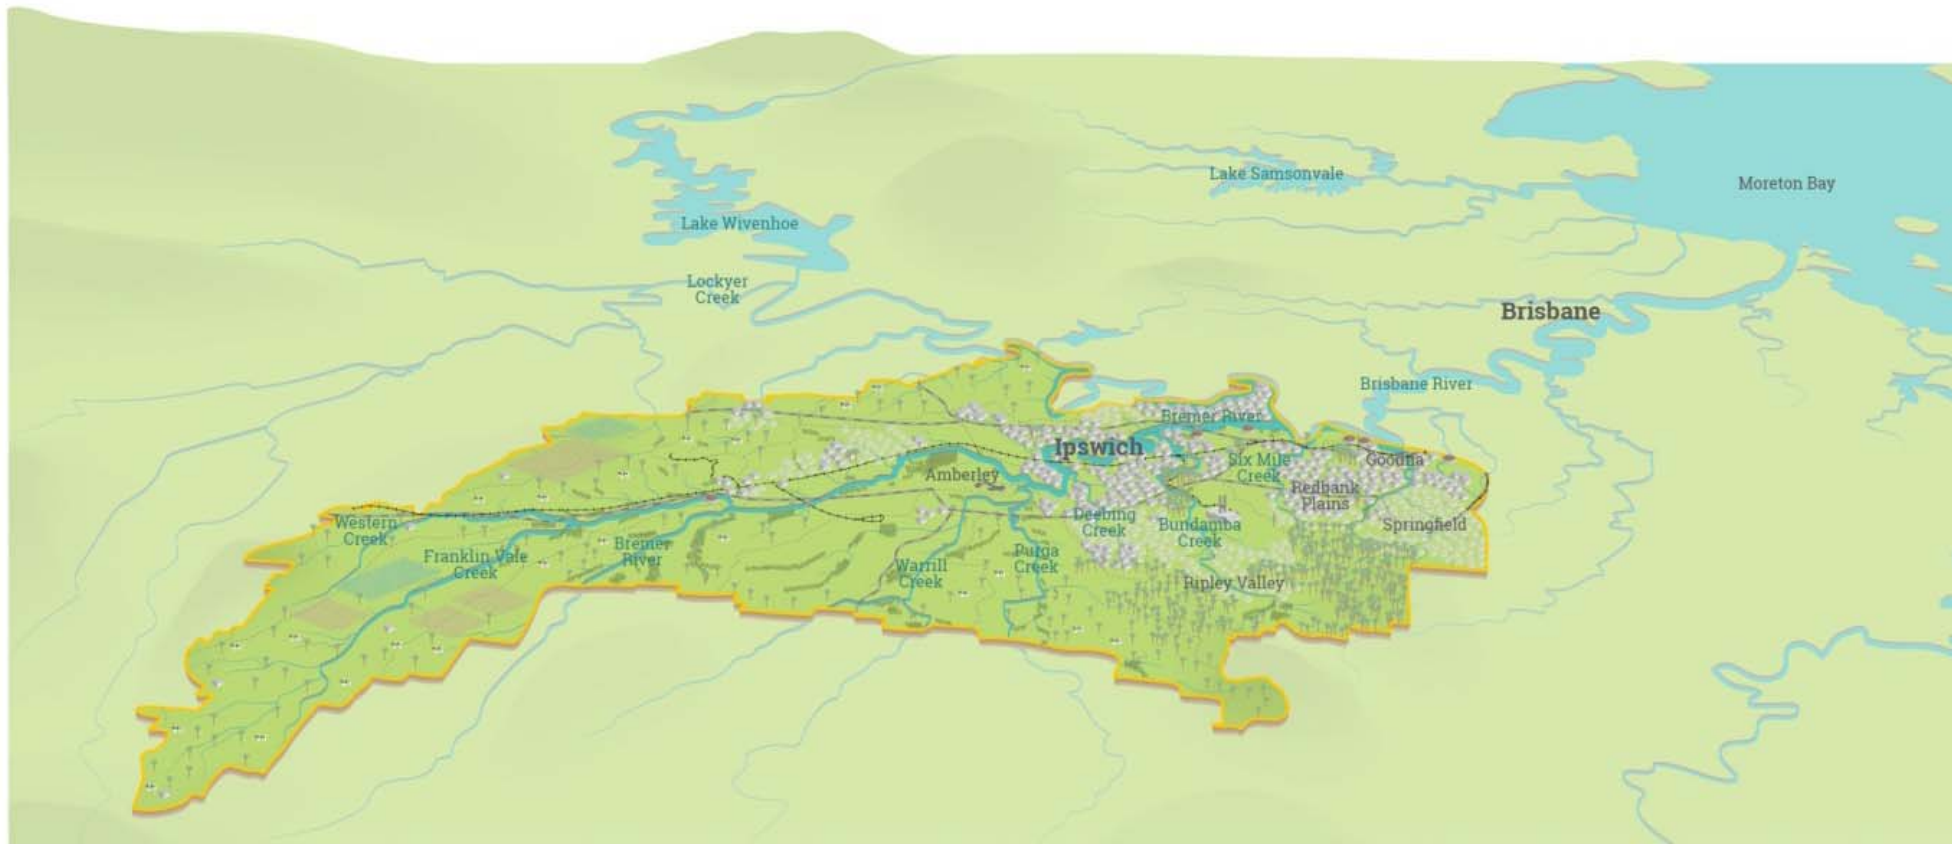 Lake Samsonvale
Moreton Bay
Lake Wivenhoe
Lockyer
Creek
Brisbane
Brisbane River
Bremer River
Ipswich
Goodna
Six Mile
Creek
Amberley
Redbank
Plains
Springfield
Western
Creek
Deebing
Creek
Bundamba
Creek
Franklin Vale
Creek
Bremer
River
Warrill
Creek
Purga
Creek
Ripley Valley